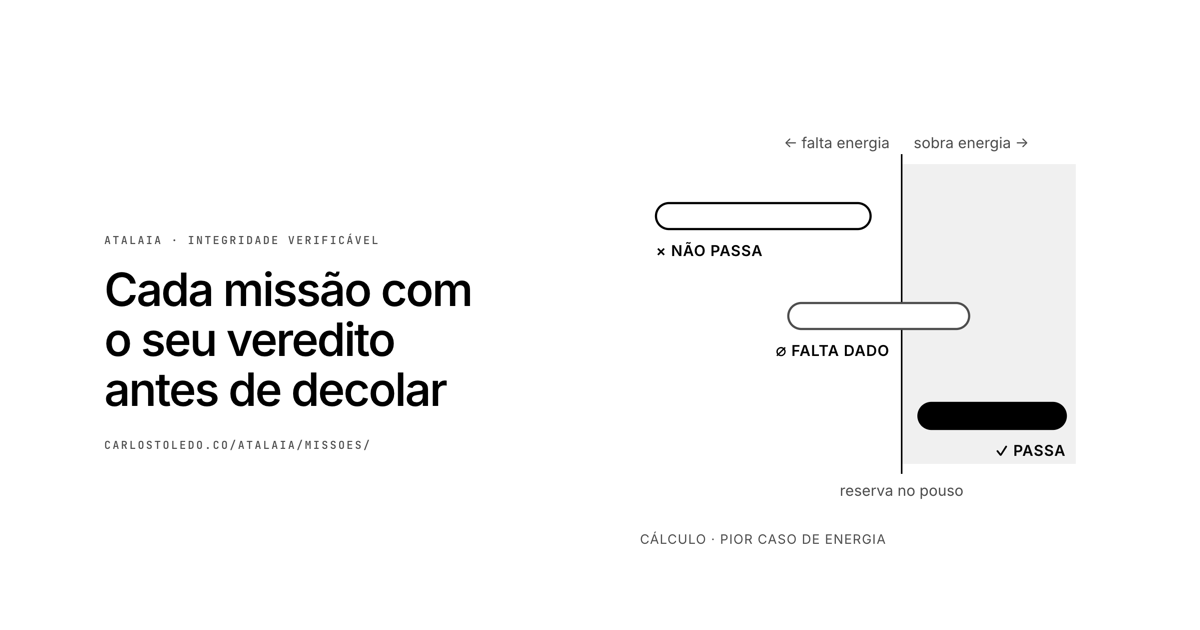 ATALAIA · INTEGRIDADE VERIFICÁVEL
Cada missão com
o seu veredito
antes de decolar
CARLOSTOLEDO.CO/ATALAIA/MISSOES/
← falta energia
sobra energia →
× NÃO PASSA
∅ FALTA DADO
✓ PASSA
reserva no pouso
CÁLCULO · PIOR CASO DE ENERGIA